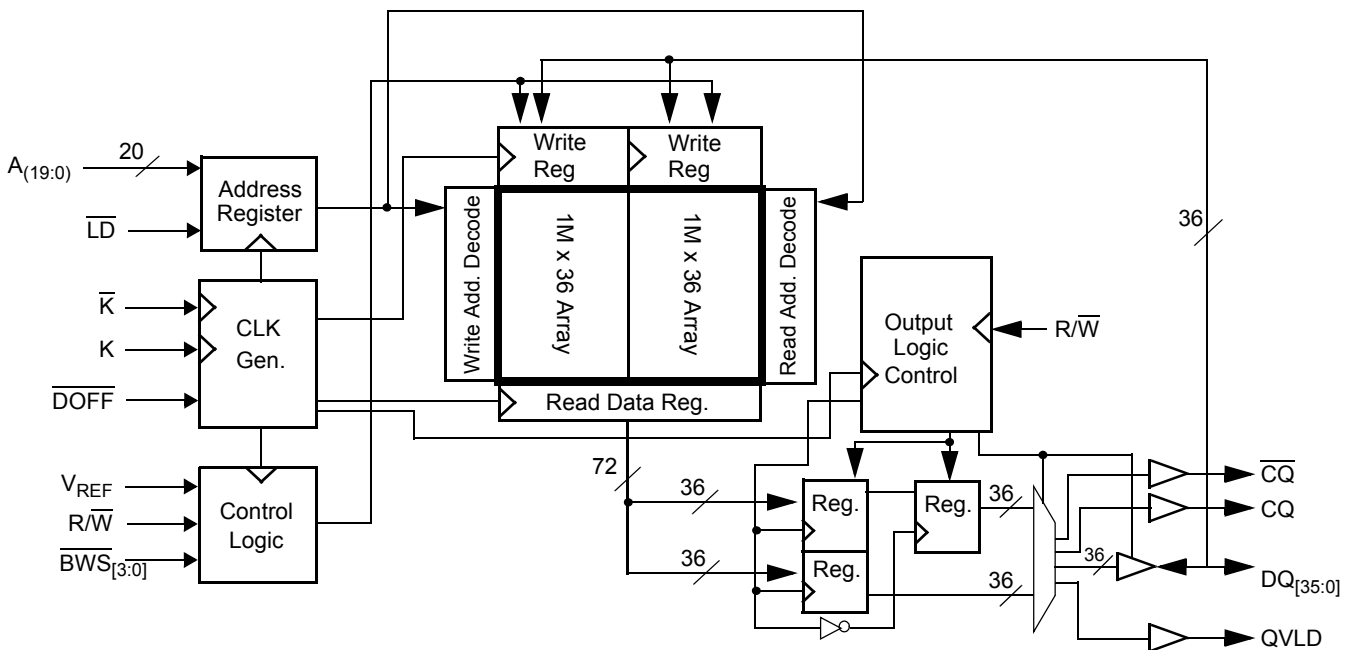 A(19:0)
20
LD
Address
Register
K
K
DOFF
CLK
Gen.
VREF
R/W
BWS[3:0]
Control
Logic
Write
Reg
Write
Reg
Write Add. Decode
1M x 36 Array
1M x 36 Array
Read Add. Decode
Read Data Reg.
72
36
36
Output
Logic
Control
R/W
36
Reg.
Reg.
Reg.
36
36
36
CQ
CQ
DQ[35:0]
QVLD